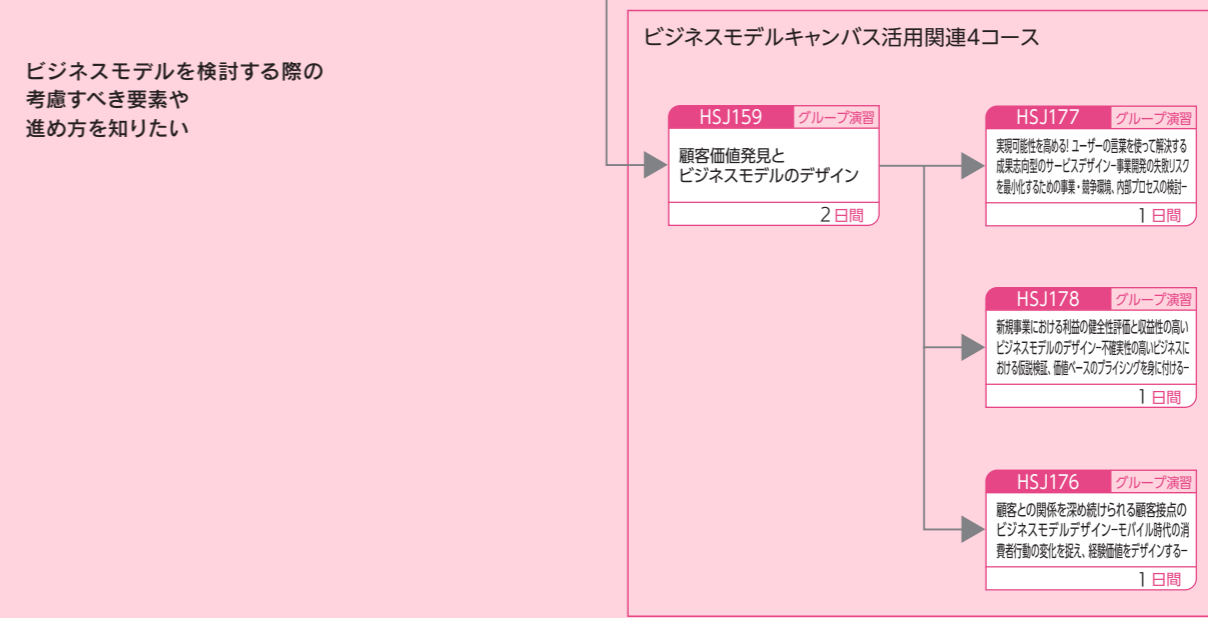 ビジネスモデルを検討する際の
考慮すべき要素や
進め方を知りたい
ビジネスモデルキャンバス活用関連4コース
HSJ159 グループ演習
顧客価値発見と
ビジネスモデルのデザイン
2日間
HSJ177 グループ演習
実現可能性を高める! ユーザーの言葉を使って解決する
成果志向型のサービスデザインー事業開発の失敗リスク
を最小化するための事業・競争環境、内部プロセスの検討ー
1日間
HSJ178 グループ演習
新規事業における利益の健全性評価と収益性の高い
ビジネスモデルのデザインー不確実性の高いビジネスに
おける仮説検証、価値ベースのプライシングを身に付けるー
1日間
HSJ176 グループ演習
顧客との関係を深め続けられる顧客接点の
ビジネスモデルデザインーモバイル時代の消
費者行動の変化を捉え、経験価値をデザインするー
1日間